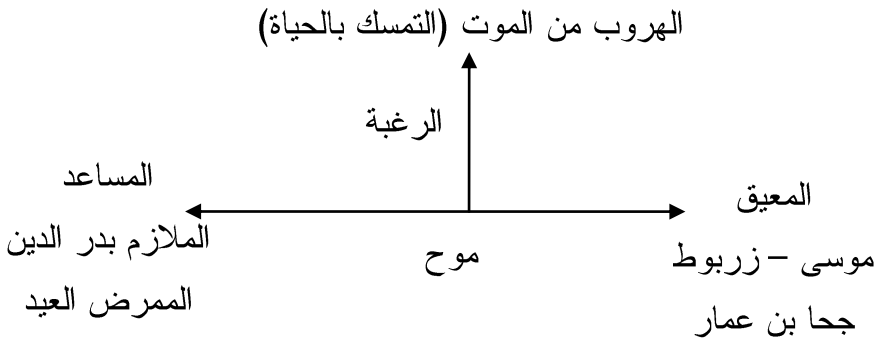 الهروب من الموت (التمسك بالحياة)
الرغبة
المعيق
موسى – زربوط
جحا بن عمار
موح
المساعد
الملازم بدر الدين
الممرض العيد